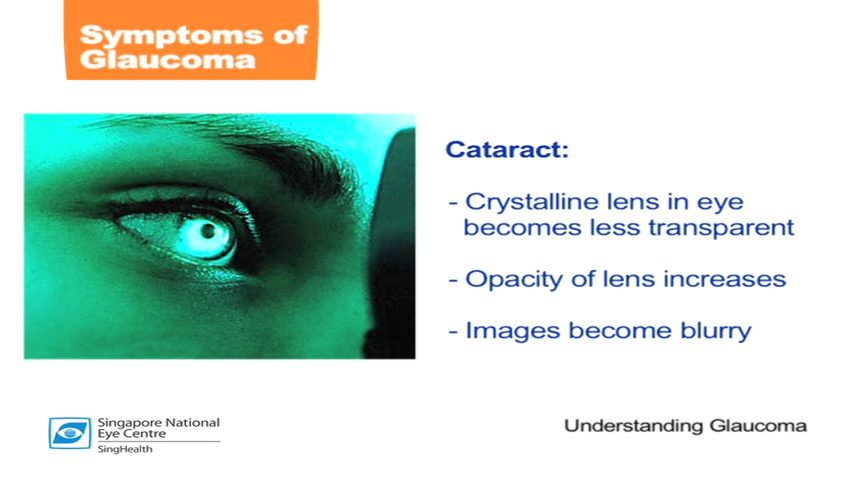 Symptoms of
Glaucoma
Cataract:
- Crystalline lens in eye
becomes less transparent
- Opacity of lens increases
- Images become blurry
Singapore National
Eye Centre
SingHealth
Understanding Glaucoma